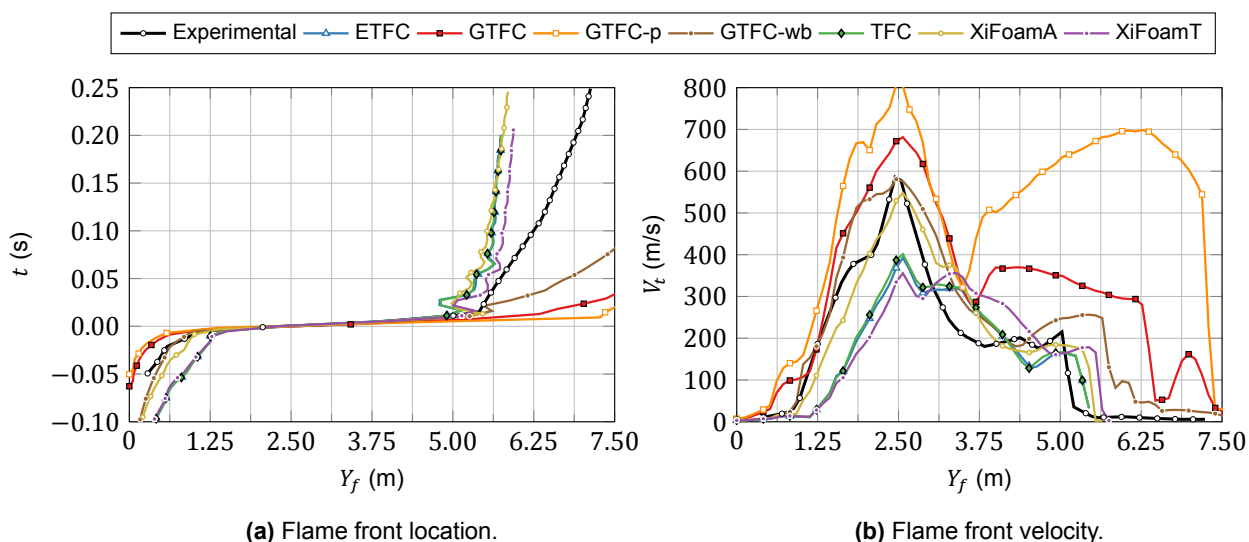 Experimental ETFC GTFC GTFC-p GTFC-wb TFC XiFoamA XiFoamT
0.25
0.20
0.15
0.10
0.05
0.00
−0.05
−0.10
t (s)
0 1.25 2.50 3.75 5.00 6.25 7.50
Y_f (m)
(a) Flame front location.
800
700
600
500
400
300
200
100
0
V_t (m/s)
0 1.25 2.50 3.75 5.00 6.25 7.50
Y_f (m)
(b) Flame front velocity.